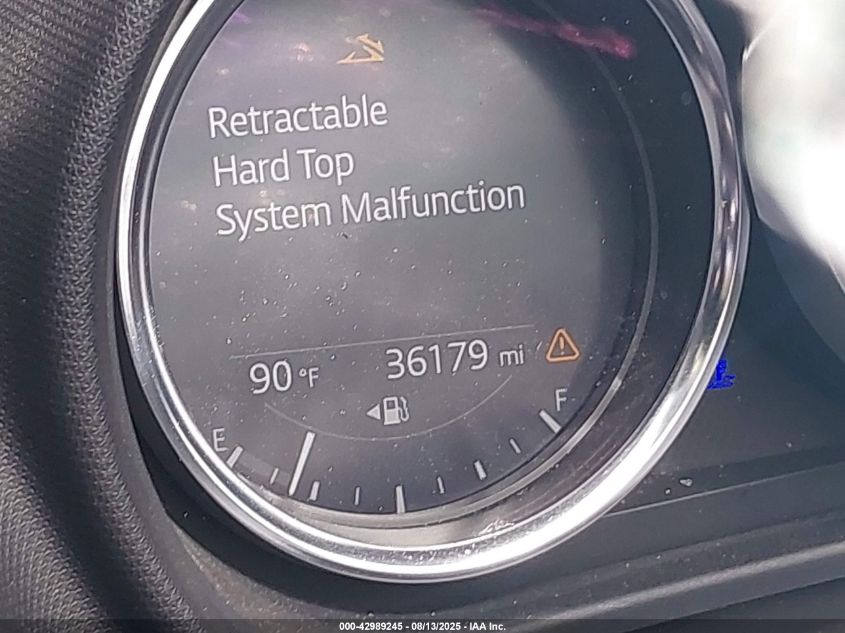 Retractable
Hard Top
System Malfunction
90 °F 36179 mi
E F
000-42989245 - 08/13/2025 - IAA Inc.